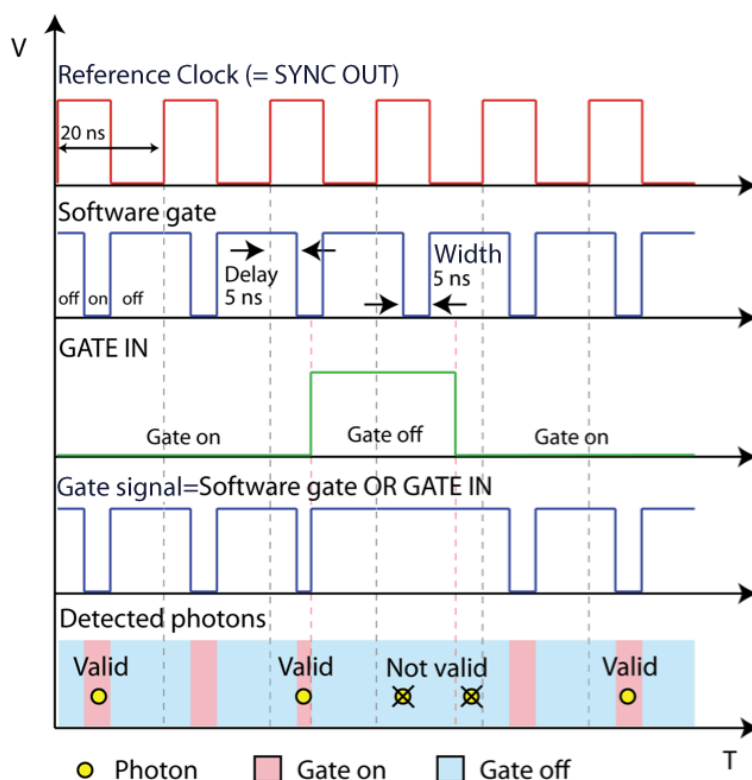 V
Reference Clock (= SYNC OUT)
20 ns
Software gate
off on off
Delay
5 ns
Width
5 ns
GATE IN
Gate on
Gate off
Gate on
Gate signal=Software gate OR GATE IN
Detected photons
Valid
Valid
Not valid
Valid
T
Photon
Gate on
Gate off